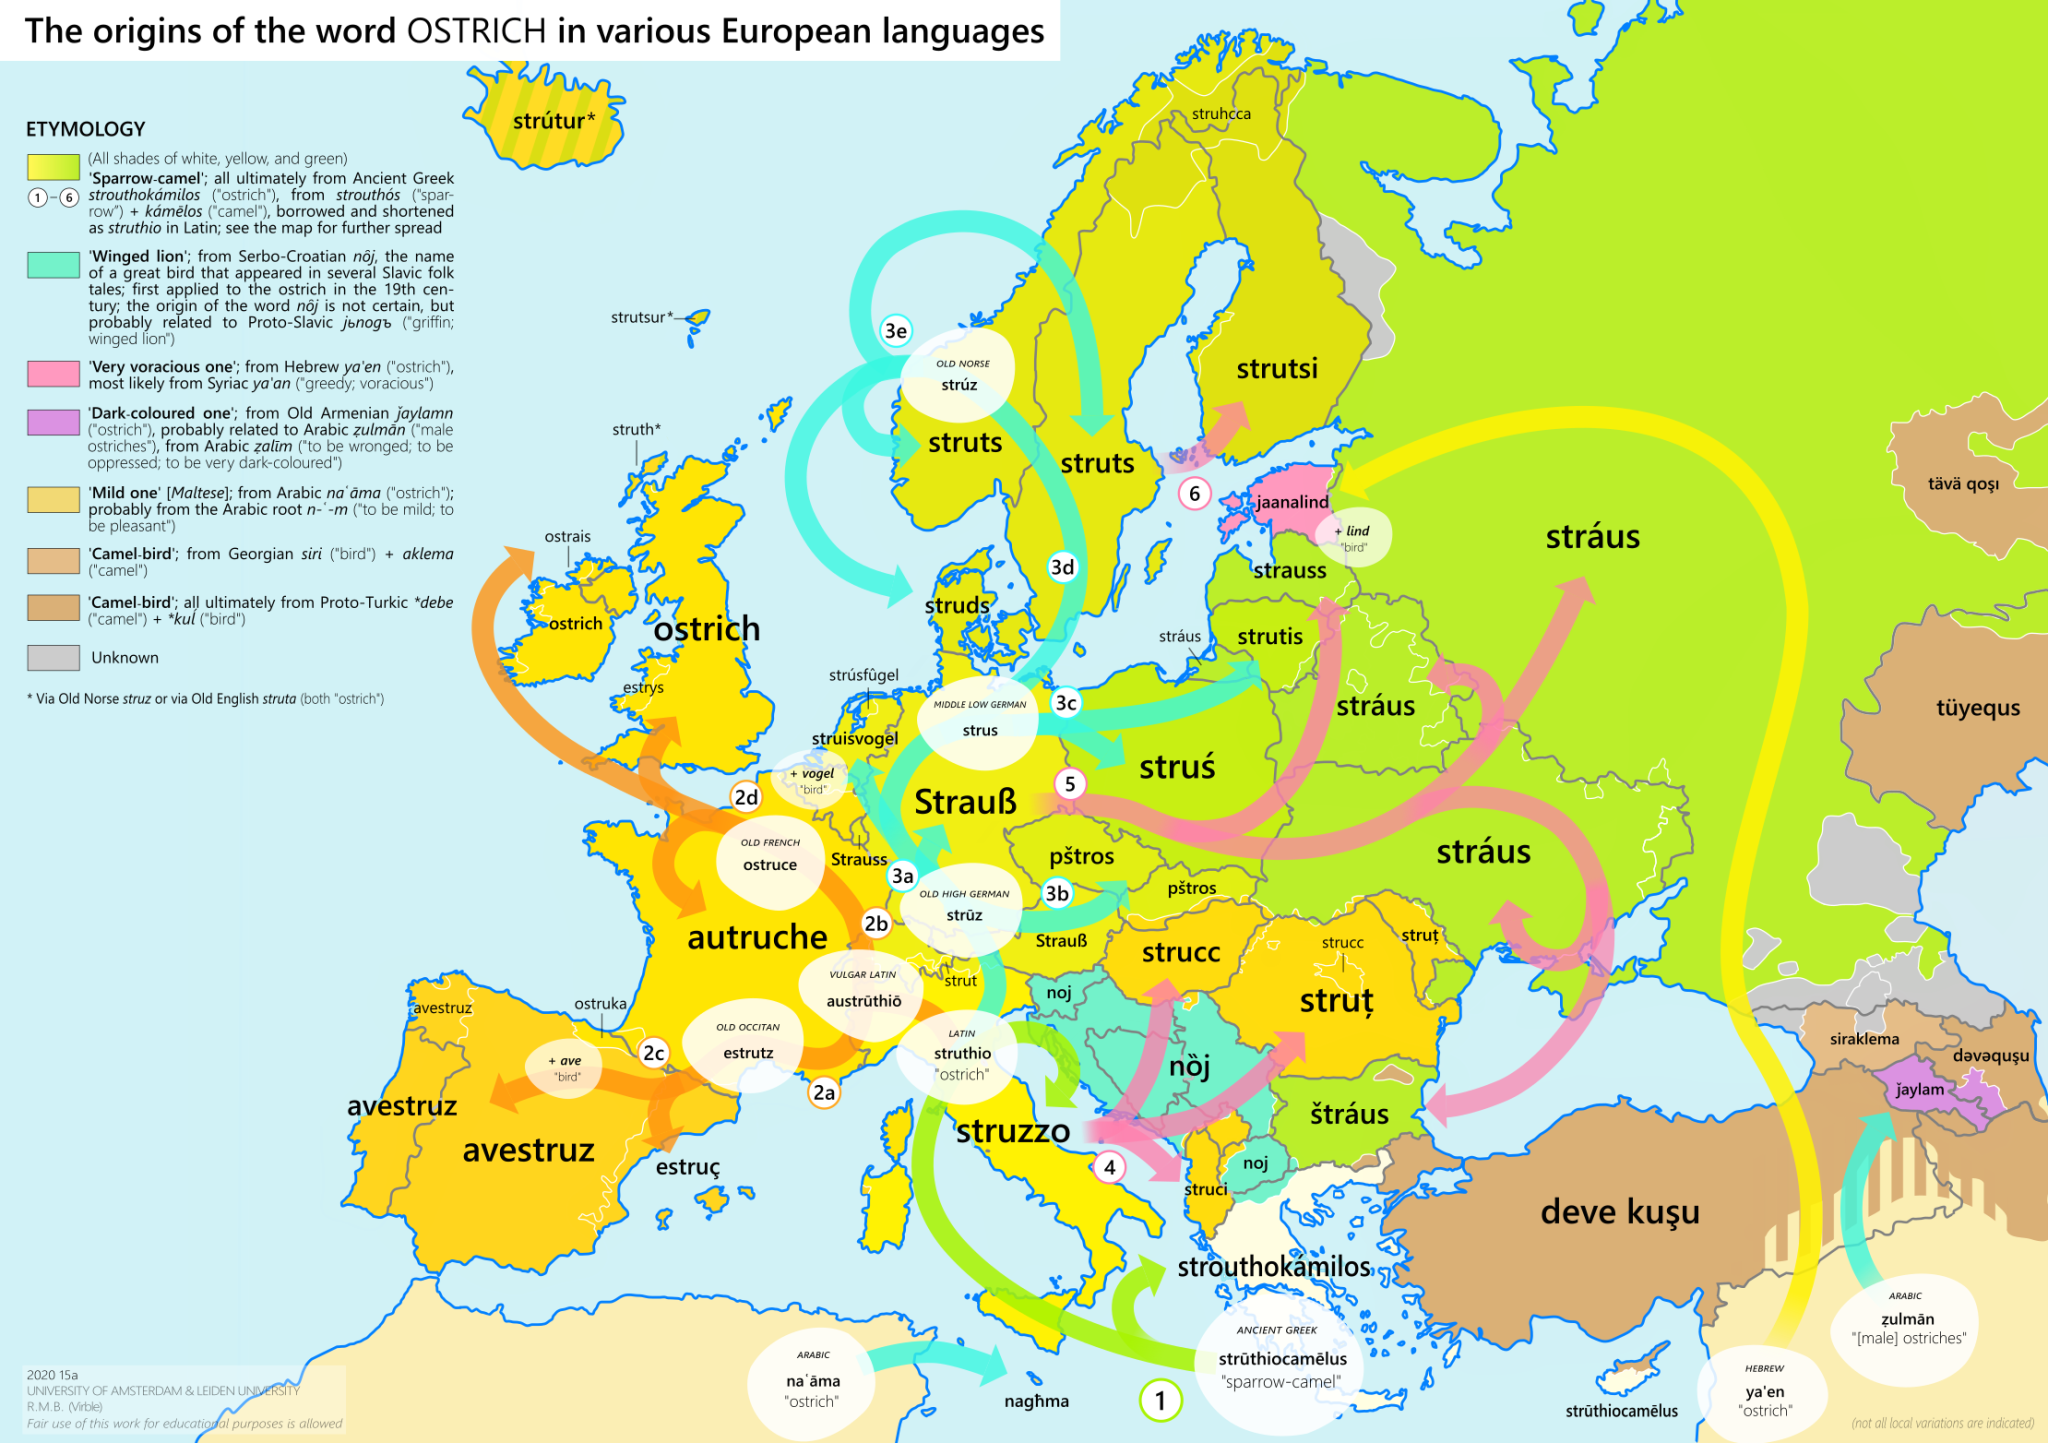 The origins of the word OSTRICH in various European languages
ETYMOLOGY
(All shades of white, yellow, and green)
'Sparrow-camel'; all ultimately from Ancient Greek
strouthokámilos ("ostrich"), from strouthós ("spar-
row") + kámēlos ("camel"), borrowed and shortened
as struthio in Latin; see the map for further spread
1 – 6
'Winged lion'; from Serbo-Croatian nôj, the name
of a great bird that appeared in several Slavic folk
tales; first applied to the ostrich in the 19th cen-
tury; the origin of the word nôj is not certain, but
probably related to Proto-Slavic jьnogъ ("griffin;
winged lion")
'Very voracious one'; from Hebrew ya'en ("ostrich"),
most likely from Syriac ya'an ("greedy; voracious")
'Dark-coloured one'; from Old Armenian ǰaylamn
("ostrich"), probably related to Arabic ẓulmān ("male
ostriches"), from Arabic ẓalīm ("to be wronged; to be
oppressed; to be very dark-coloured")
'Mild one' [Maltese]; from Arabic naʿāma ("ostrich");
probably from the Arabic root n-ʿ-m ("to be mild; to
be pleasant")
'Camel-bird'; from Georgian siri ("bird") + aklema
("camel")
'Camel-bird'; all ultimately from Proto-Turkic *debe
("camel") + *kuĺ ("bird")
Unknown
* Via Old Norse struz or via Old English struta (both "ostrich")
strútur*
struhcca
strutsur*
3e
OLD NORSE
strúz
strutsi
struth*
struts
struts
6
jaanalind
+ lind
"bird"
tävä qoşı
ostrais
3d
stráus
strauss
struds
ostrich
ostrich
stráus
strutis
estrys
strúsfûgel
MIDDLE LOW GERMAN
strus
3c
stráus
tüyequs
struisvogel
+ vogel
"bird"
struś
2d
Strauß
5
OLD FRENCH
ostruce
Strauss
pštros
stráus
3a
OLD HIGH GERMAN
strūz
3b
pštros
2b
autruche
Strauß
strucc
strucc
struț
VULGAR LATIN
austrūthiō
strut
noj
struț
avestruz
ostruka
OLD OCCITAN
estrutz
LATIN
struthio
"ostrich"
siraklema
dəvəquşu
2c
+ ave
"bird"
nȍj
2a
ǰaylam
avestruz
avestruz
struzzo
štráus
estruç
4
noj
struci
deve kuşu
strouthokámilos
ANCIENT GREEK
strūthiocamēlus
"sparrow-camel"
1
ARABIC
naʿāma
"ostrich"
nagħma
ARABIC
ẓulmān
"[male] ostriches"
HEBREW
ya'en
"ostrich"
strūthiocamēlus
2020 15a
UNIVERSITY OF AMSTERDAM & LEIDEN UNIVERSITY
R.M.B. (Virble)
Fair use of this work for educational purposes is allowed
(not all local variations are indicated)